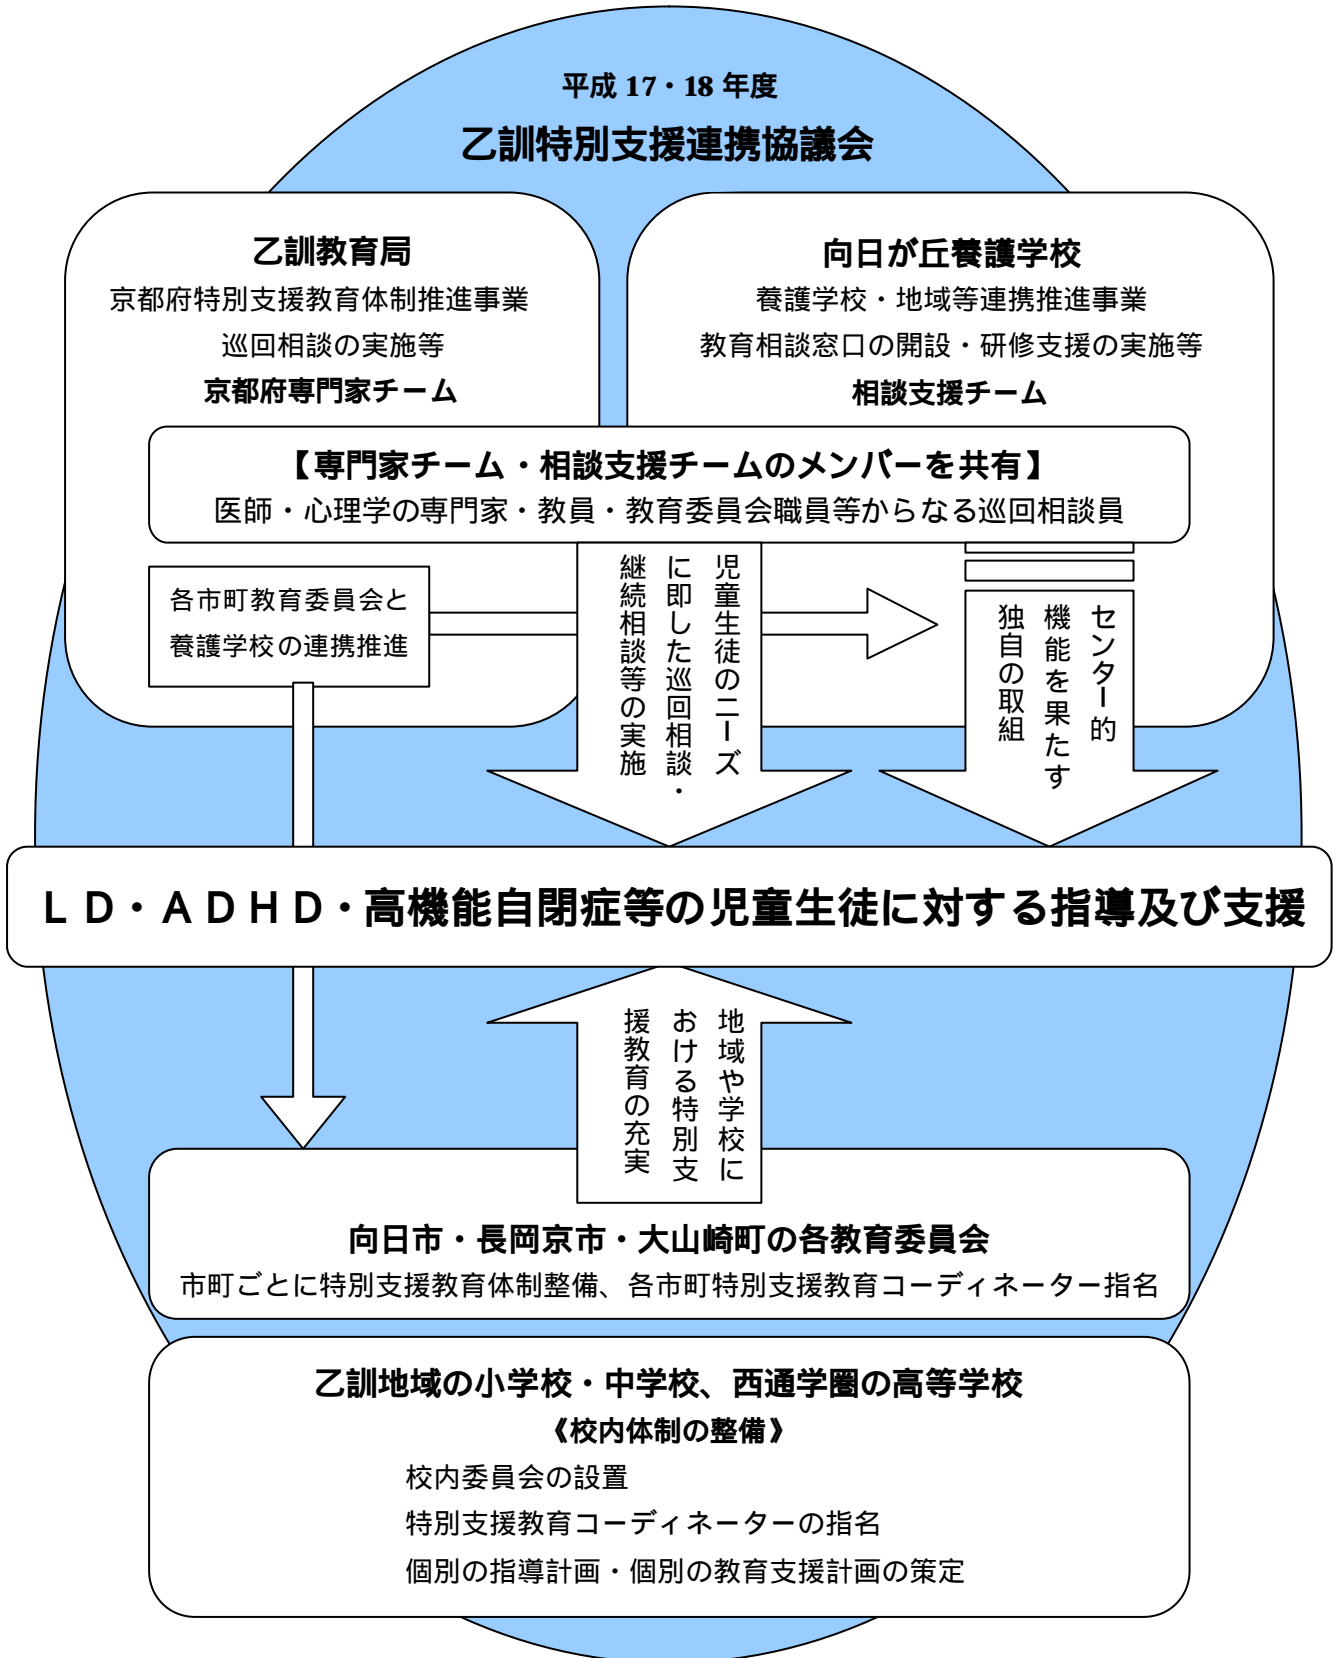 平成 17・18 年度
乙訓特別支援連携協議会
乙訓教育局
京都府特別支援教育体制推進事業
巡回相談の実施等
京都府専門家チーム
向日が丘養護学校
養護学校・地域等連携推進事業
教育相談窓口の開設・研修支援の実施等
相談支援チーム
【専門家チーム・相談支援チームのメンバーを共有】
医師・心理学の専門家・教員・教育委員会職員等からなる巡回相談員
各市町教育委員会と
養護学校の連携推進
児童生徒のニーズ
に即した巡回相談・
継続相談等の実施
センター的
機能を果たす
独自の取組
ＬＤ・ＡＤＨＤ・高機能自閉症等の児童生徒に対する指導及び支援
地域や学校に
おける特別支
援教育の充実
向日市・長岡京市・大山崎町の各教育委員会
市町ごとに特別支援教育体制整備、各市町特別支援教育コーディネーター指名
乙訓地域の小学校・中学校、西通学圏の高等学校
《校内体制の整備》
校内委員会の設置
特別支援教育コーディネーターの指名
個別の指導計画・個別の教育支援計画の策定